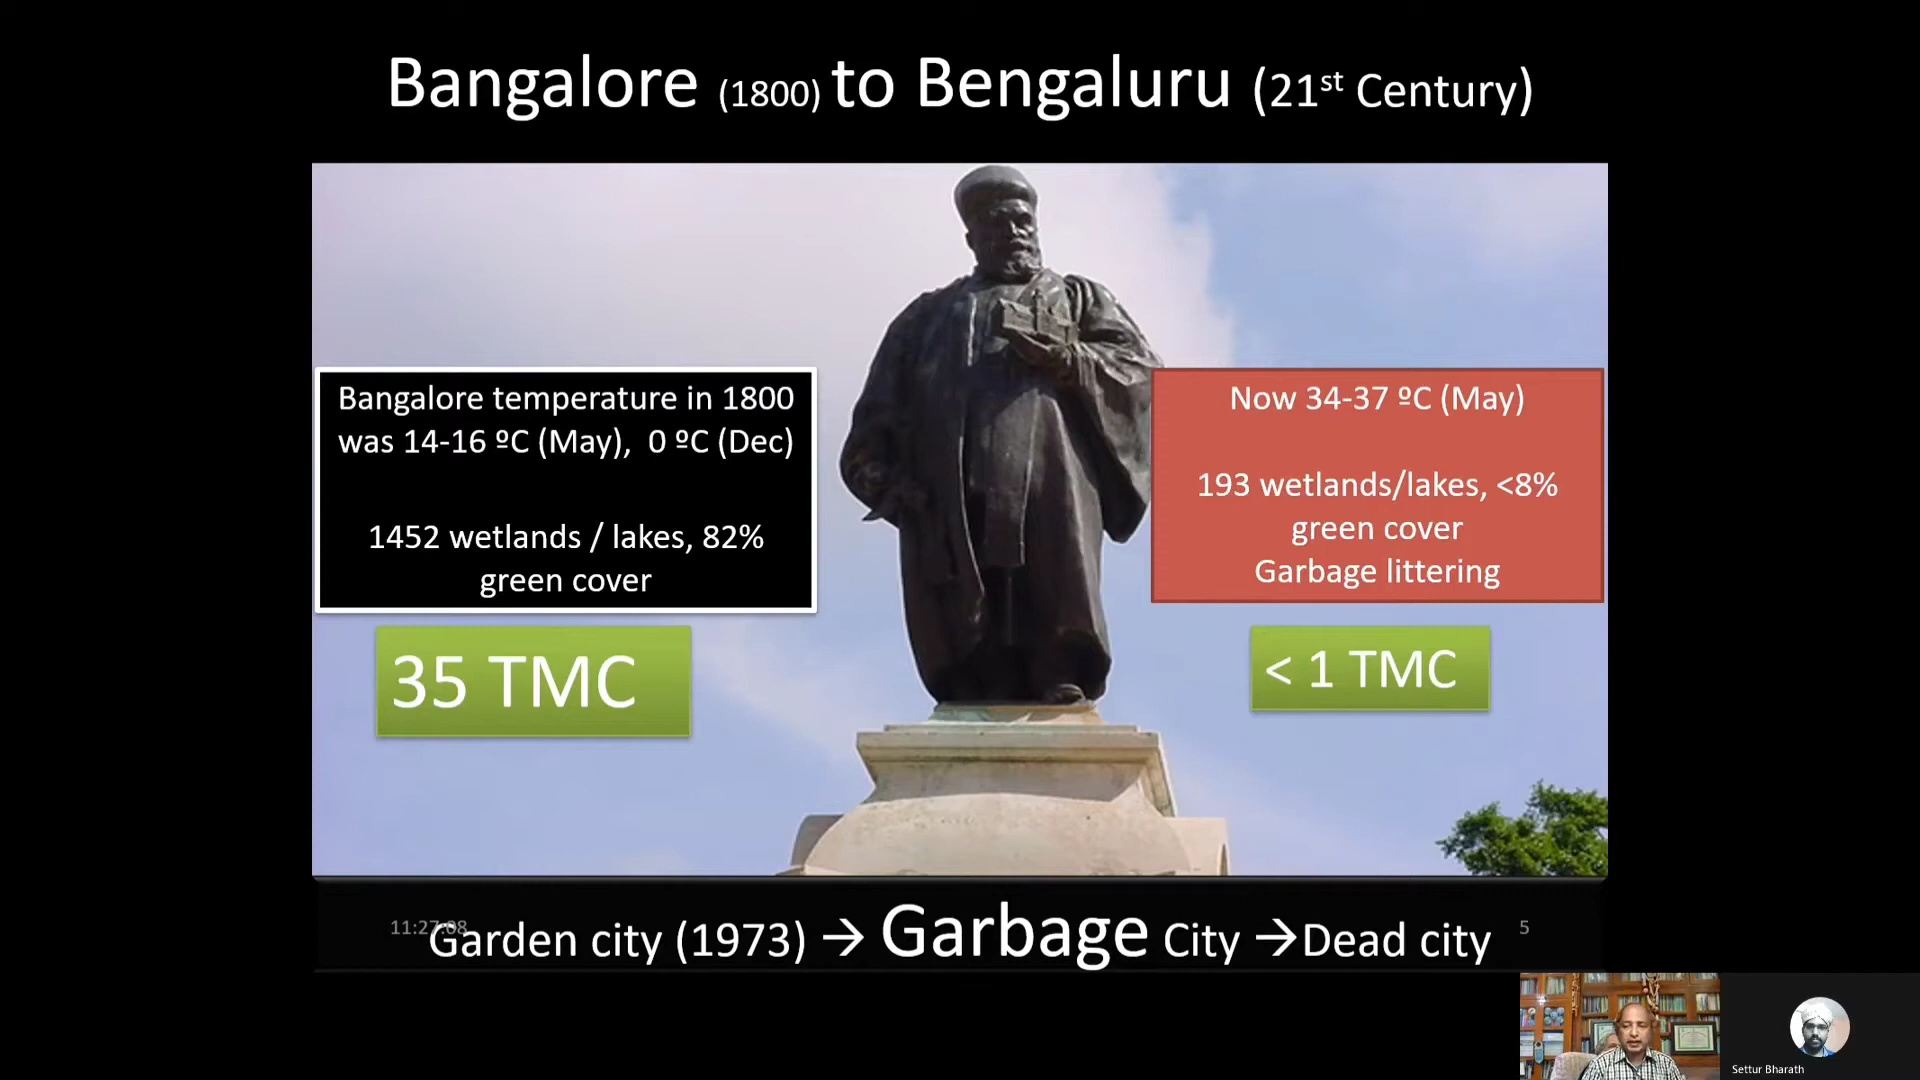 Bangalore (1800) to Bengaluru (21st Century)
Bangalore temperature in 1800
was 14-16 ºC (May), 0 ºC (Dec)
1452 wetlands / lakes, 82%
green cover
35 TMC
Now 34-37 ºC (May)
193 wetlands/lakes, <8%
green cover
Garbage littering
< 1 TMC
11:27:08
Garden city (1973) → Garbage City →Dead city
5
Settur Bharath